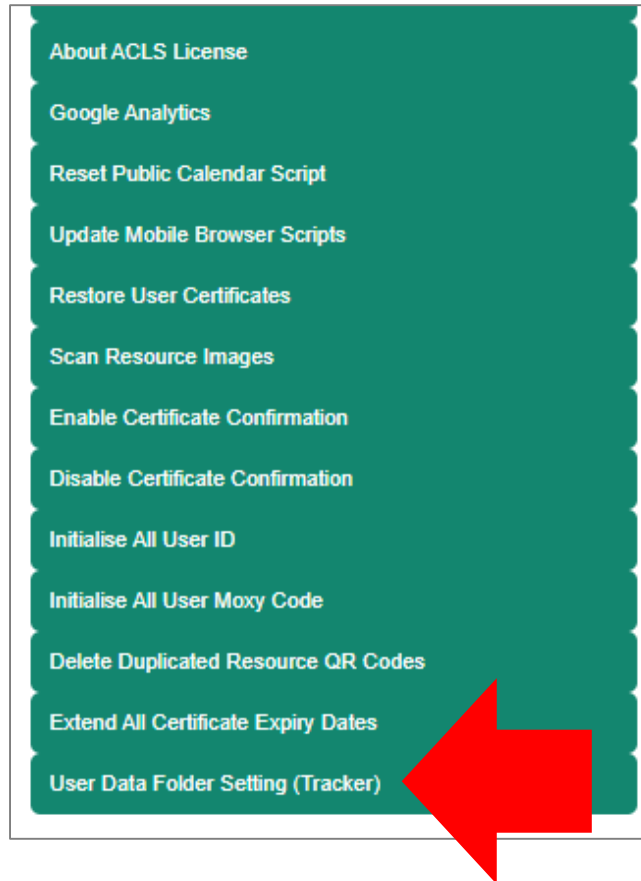 About ACLS License
Google Analytics
Reset Public Calendar Script
Update Mobile Browser Scripts
Restore User Certificates
Scan Resource Images
Enable Certificate Confirmation
Disable Certificate Confirmation
Initialise All User ID
Initialise All User Moxy Code
Delete Duplicated Resource QR Codes
Extend All Certificate Expiry Dates
User Data Folder Setting (Tracker)